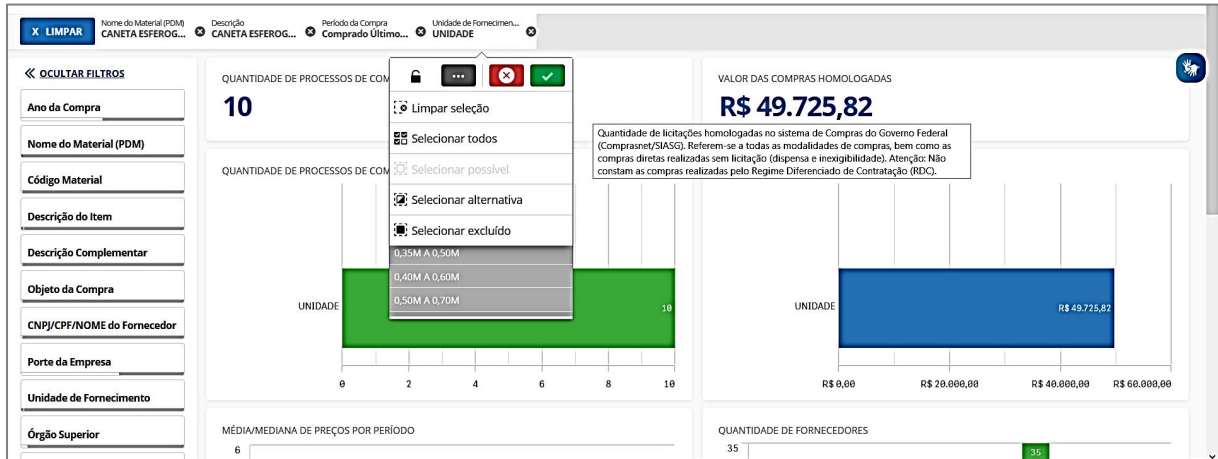 X LIMPAR
Nome do Material (PDM)
CANETA ESFEROG...
Descrição
CANETA ESFEROG...
Período da Compra
Comprado Último...
Unidade de Fornecimen...
UNIDADE
OCULTAR FILTROS
Ano da Compra
Nome do Material (PDM)
Código Material
Descrição do Item
Descrição Complementar
Objeto da Compra
CNPJ/CPF/NOME do Fornecedor
Porte da Empresa
Unidade de Fornecimento
Órgão Superior
QUANTIDADE DE PROCESSOS DE COM
10
...
Limpar seleção
Selecionar todos
Selecionar possível
Selecionar alternativa
Selecionar excluído
0,35M A 0,50M
0,40M A 0,60M
0,50M A 0,70M
VALOR DAS COMPRAS HOMOLOGADAS
R$ 49.725,82
Quantidade de licitações homologadas no sistema de Compras do Governo Federal
(Comprasnet/SIASG). Referem-se a todas as modalidades de compras, bem como as
compras diretas realizadas sem licitação (dispensa e inexigibilidade). Atenção: Não
constam as compras realizadas pelo Regime Diferenciado de Contratação (RDC).
QUANTIDADE DE PROCESSOS DE COM
UNIDADE
10
0 2 4 6 8 10
UNIDADE
R$ 49.725,82
R$ 0,00 R$ 20.000,00 R$ 40.000,00 R$ 60.000,00
MÉDIA/MEDIANA DE PREÇOS POR PERÍODO
6
QUANTIDADE DE FORNECEDORES
35
35